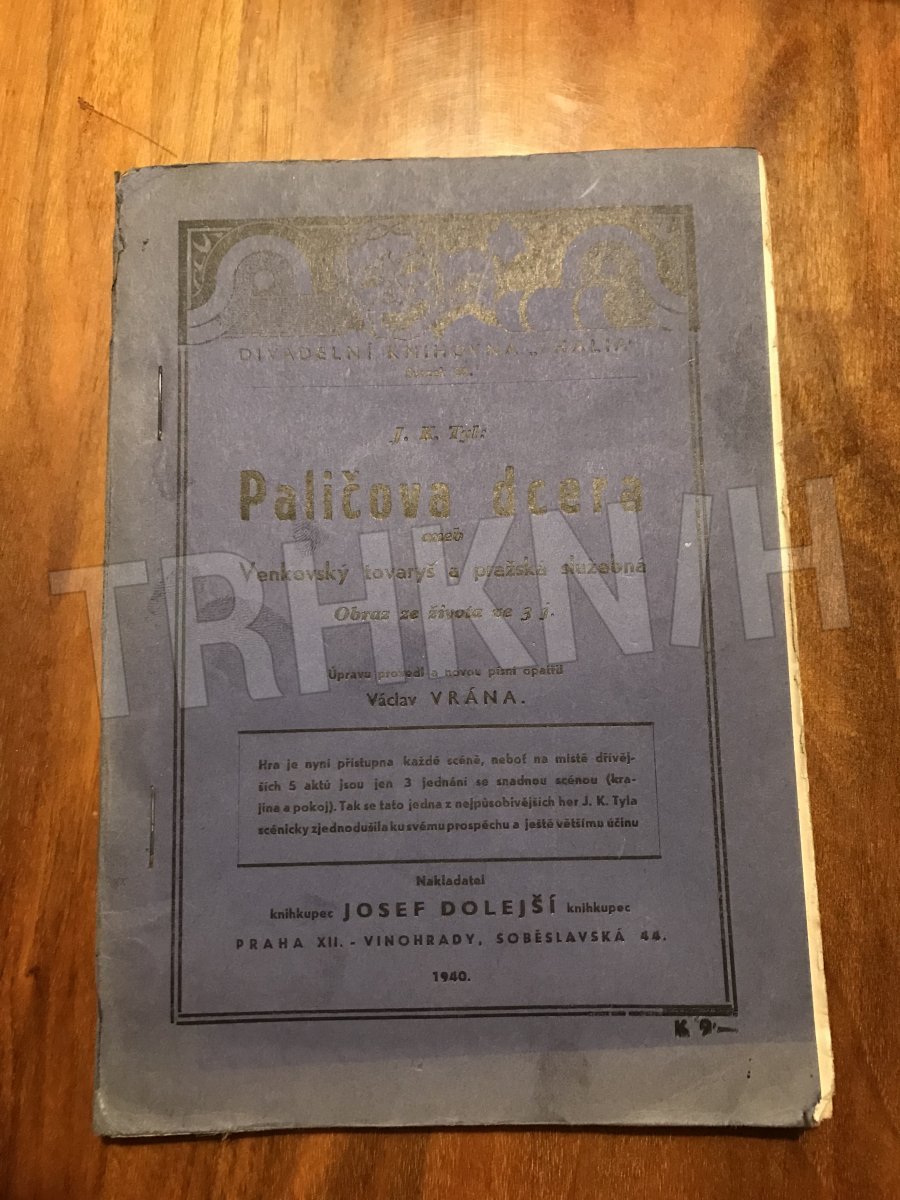 DIVADELNÍ KNIHOVNA „THALIA“
J. K. Tyl:
Paličova dcera
aneb
Venkovský tovaryš a pražská služebná
Obraz ze života ve 3 j.
Úpravu provedl a novou písní opatřil
Václav VRÁNA.
Hra je nyní přístupna každé scéně, neboť na místě dřívěj-
ších 5 aktů jsou jen 3 jednání se snadnou scénou (kra-
jina a pokoj). Tak se tato jedna z nejpůsobivějších her J. K. Tyla
scénicky zjednodušila ku svému prospěchu a ještě většímu účinu
Nakladatel
knihkupec JOSEF DOLEJŠÍ knihkupec
PRAHA XII. - VINOHRADY, SOBĚSLAVSKÁ 44.
1940.
K 9·—
TRHKNIH